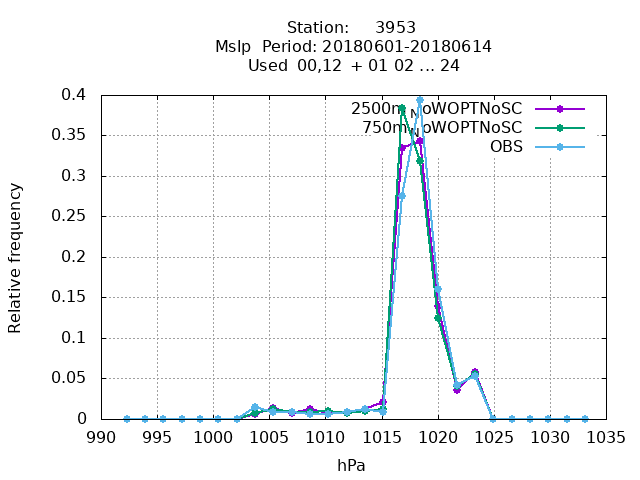 Station: 3953
Mslp Period: 20180601-20180614
Used 00,12 + 01 02 ... 24
2500m_NoWOPTNoSC
750m_NoWOPTNoSC
OBS
Relative frequency
0.4
0.35
0.3
0.25
0.2
0.15
0.1
0.05
0
990 995 1000 1005 1010 1015 1020 1025 1030 1035
hPa